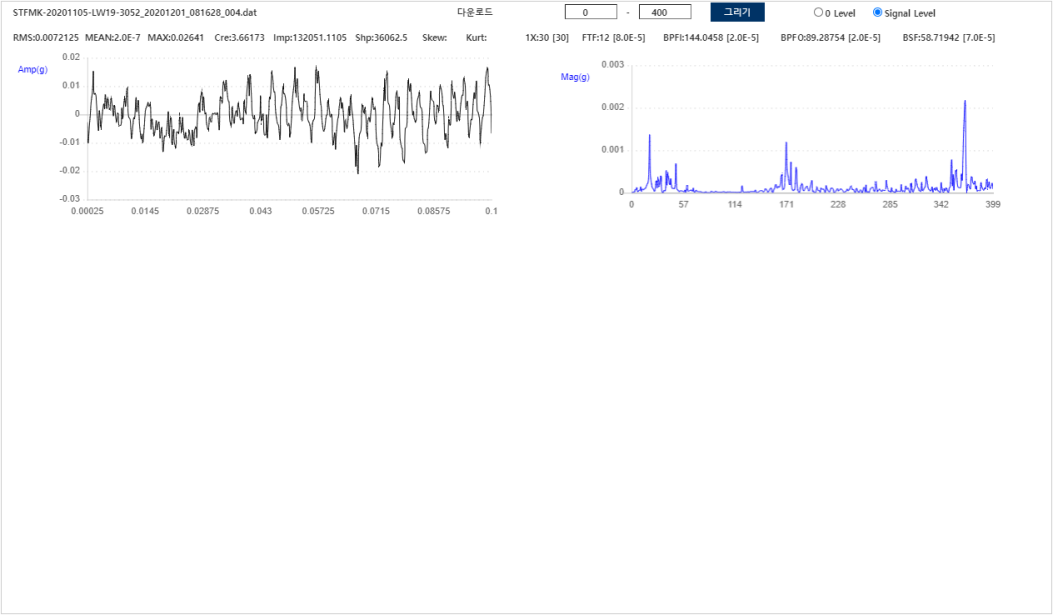 STFMK-20201105-LW19-3052_20201201_081628_004.dat 다운로드 0 - 400 그리기 0 Level Signal Level
RMS:0.0072125 MEAN:2.0E-7 MAX:0.02641 Cre:3.66173 Imp:132051.1105 Shp:36062.5 Skew: Kurt: 1X:30 [30] FTF:12 [8.0E-5] BPFI:144.0458 [2.0E-5] BPFO:89.28754 [2.0E-5] BSF:58.71942 [7.0E-5]
Amp(g)
0.02
0.01
0
-0.01
-0.02
-0.03
0.00025 0.0145 0.02875 0.043 0.05725 0.0715 0.08575 0.1
Mag(g)
0.003
0.002
0.001
0
0 57 114 171 228 285 342 399